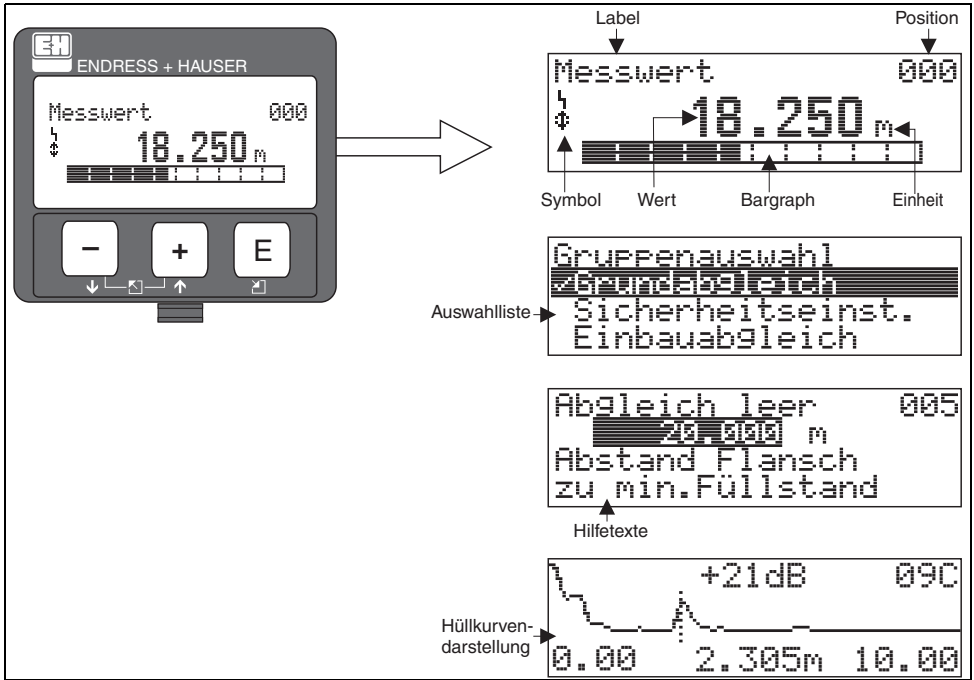 E+H
ENDRESS + HAUSER
Messwert 000
18.250 m
− + E
Label Position
Messwert 000
18.250 m
Symbol Wert Bargraph Einheit
Gruppenauswahl
Grundabgleich
Sicherheitseinst.
Einbauabgleich
Auswahlliste
Abgleich leer 005
20.000 m
Abstand Flansch
zu min.Füllstand
Hilfetexte
+21dB 09C
Hüllkurven-
darstellung
0.00 2.305m 10.00